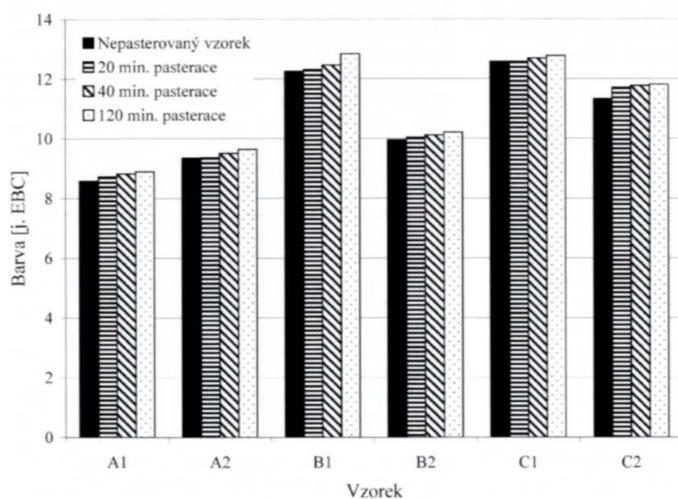 14
12
10
8
6
4
2
0
Barva [j. EBC]
Nepasterovaný vzorek
20 min. pasterace
40 min. pasterace
120 min. pasterace
A1 A2 B1 B2 C1 C2
Vzorek